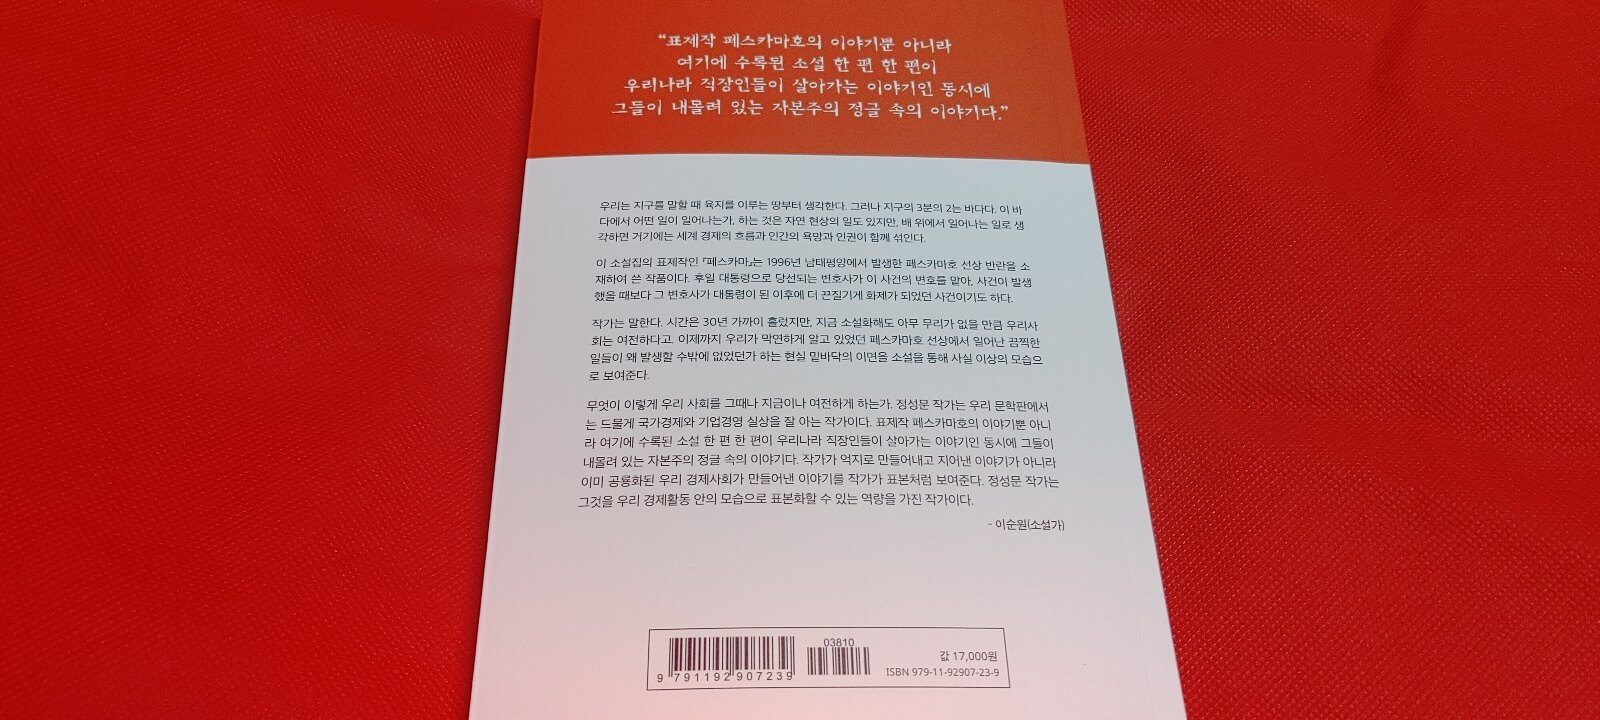 “표제작 페스카마호의 이야기뿐 아니라
여기에 수록된 소설 한 편 한 편이
우리나라 직장인들이 살아가는 이야기인 동시에
그들이 내몰려 있는 자본주의 정글 속의 이야기다.”
우리는 지구를 말할 때 육지를 이루는 땅부터 생각한다. 그러나 지구의 3분의 2는 바다다. 이 바
다에서 어떤 일이 일어나는가, 하는 것은 자연 현상의 일도 있지만, 배 위에서 일어나는 일로 생
각하면 거기에는 세계 경제의 흐름과 인간의 욕망과 인권이 함께 섞인다.
이 소설집의 표제작인 『페스카마』는 1996년 남태평양에서 발생한 페스카마호 선상 반란을 소
재하여 쓴 작품이다. 후일 대통령으로 당선되는 변호사가 이 사건의 변호를 맡아, 사건이 발생
했을 때보다 그 변호사가 대통령이 된 이후에 더 끈질기게 화제가 되었던 사건이기도 하다.
작가는 말한다. 시간은 30년 가까이 흘렀지만, 지금 소설화해도 아무 무리가 없을 만큼 우리사
회는 여전하다고. 이제까지 우리가 막연하게 알고 있었던 페스카마호 선상에서 일어난 끔찍한
일들이 왜 발생할 수밖에 없었던가 하는 현실 밑바닥의 이면을 소설을 통해 사실 이상의 모습으
로 보여준다.
무엇이 이렇게 우리 사회를 그때나 지금이나 여전하게 하는가. 정성문 작가는 우리 문학판에서
는 드물게 국가경제와 기업경영 실상을 잘 아는 작가이다. 표제작 페스카마호의 이야기뿐 아니
라 여기에 수록된 소설 한 편 한 편이 우리나라 직장인들이 살아가는 이야기인 동시에 그들이
내몰려 있는 자본주의 정글 속의 이야기다. 작가가 억지로 만들어내고 지어낸 이야기가 아니라
이미 공룡화된 우리 경제사회가 만들어낸 이야기를 작가가 표본처럼 보여준다. 정성문 작가는
그것을 우리 경제활동 안의 모습으로 표본화할 수 있는 역량을 가진 작가이다.
- 이순원(소설가)
03810
9 791192 907239
값 17,000원
ISBN 979-11-92907-23-9